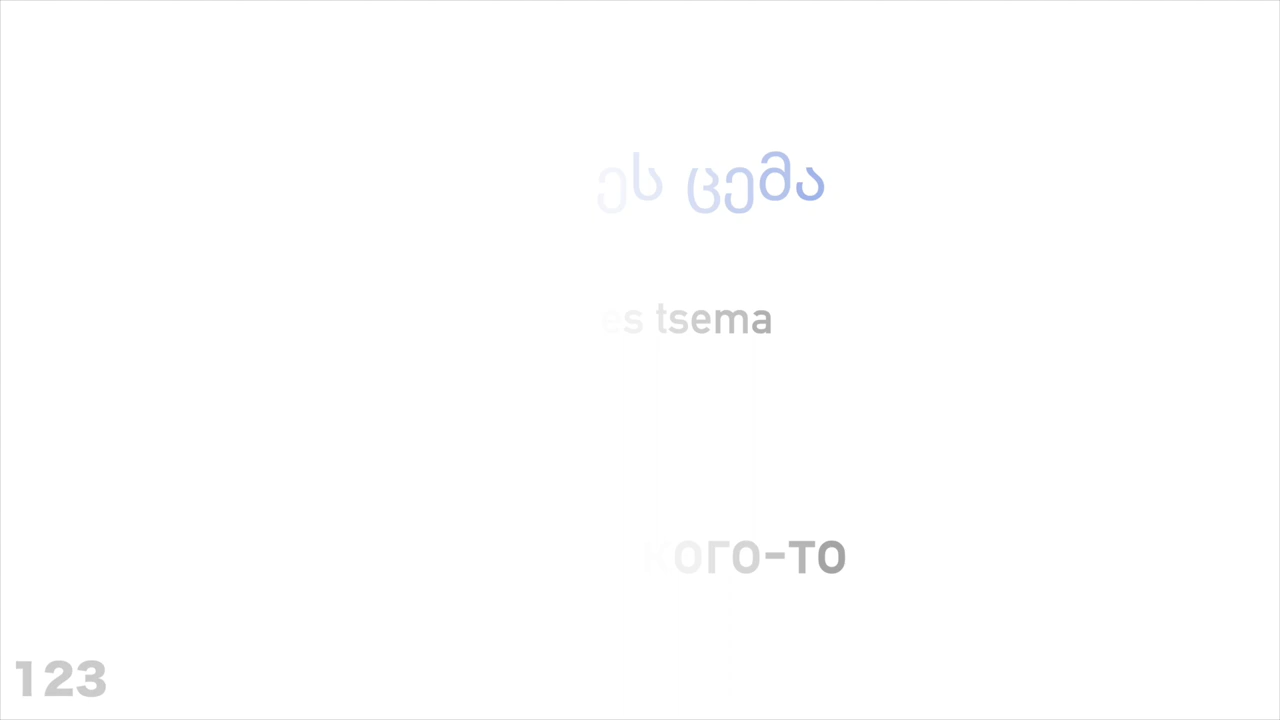 ეს ცემა
es tsema
кого-то
123